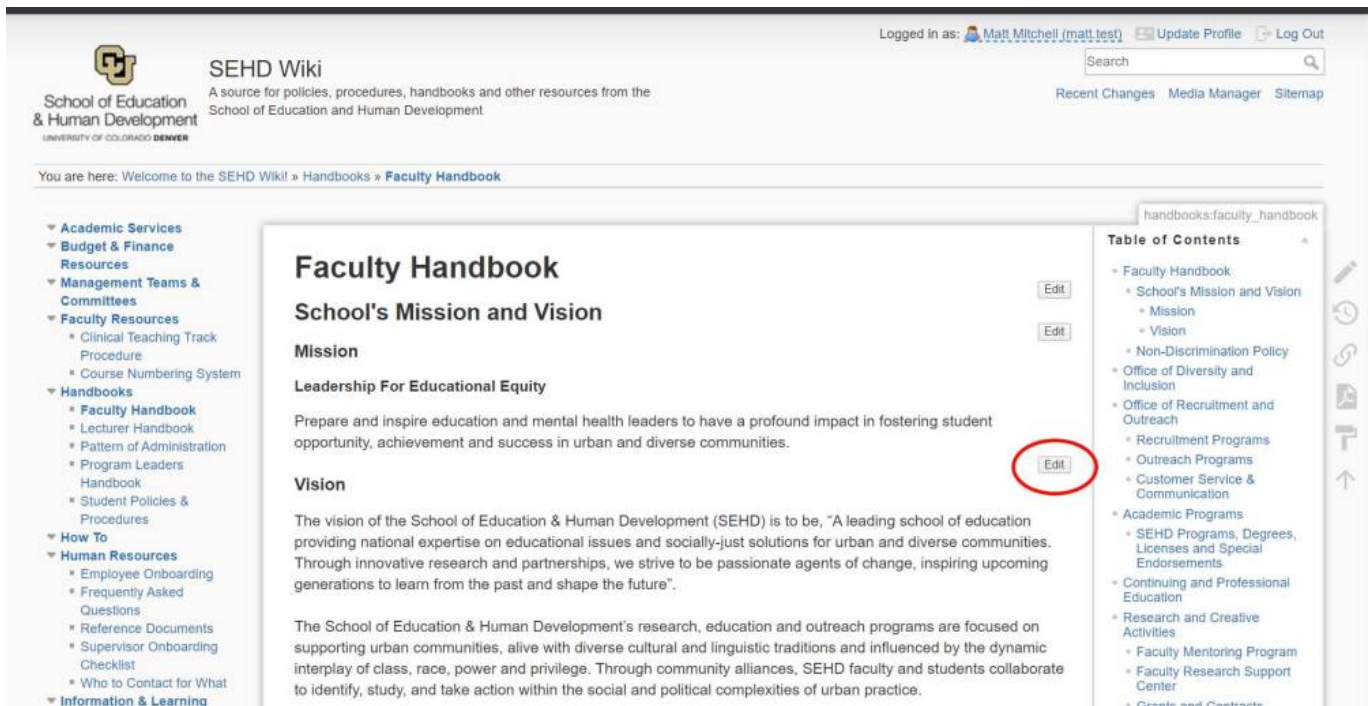 Logged in as: Matt Mitchell (matt.test) Update Profile Log Out
CU
School of Education
& Human Development
UNIVERSITY OF COLORADO DENVER
SEHD Wiki
A source for policies, procedures, handbooks and other resources from the
School of Education and Human Development
Search
Recent Changes Media Manager Sitemap
You are here: Welcome to the SEHD Wiki! » Handbooks » Faculty Handbook
Academic Services
Budget & Finance
Resources
Management Teams &
Committees
Faculty Resources
Clinical Teaching Track
Procedure
Course Numbering System
Handbooks
Faculty Handbook
Lecturer Handbook
Pattern of Administration
Program Leaders
Handbook
Student Policies &
Procedures
How To
Human Resources
Employee Onboarding
Frequently Asked
Questions
Reference Documents
Supervisor Onboarding
Checklist
Who to Contact for What
Information & Learning
Faculty Handbook
Edit
School's Mission and Vision
Edit
Mission
Leadership For Educational Equity
Prepare and inspire education and mental health leaders to have a profound impact in fostering student
opportunity, achievement and success in urban and diverse communities.
Edit
Vision
The vision of the School of Education & Human Development (SEHD) is to be, “A leading school of education
providing national expertise on educational issues and socially-just solutions for urban and diverse communities.
Through innovative research and partnerships, we strive to be passionate agents of change, inspiring upcoming
generations to learn from the past and shape the future”.
The School of Education & Human Development's research, education and outreach programs are focused on
supporting urban communities, alive with diverse cultural and linguistic traditions and influenced by the dynamic
interplay of class, race, power and privilege. Through community alliances, SEHD faculty and students collaborate
to identify, study, and take action within the social and political complexities of urban practice.
handbooks:faculty_handbook
Table of Contents
Faculty Handbook
School's Mission and Vision
Mission
Vision
Non-Discrimination Policy
Office of Diversity and
Inclusion
Office of Recruitment and
Outreach
Recruitment Programs
Outreach Programs
Customer Service &
Communication
Academic Programs
SEHD Programs, Degrees,
Licenses and Special
Endorsements
Continuing and Professional
Education
Research and Creative
Activities
Faculty Mentoring Program
Faculty Research Support
Center
Grants and Contracts